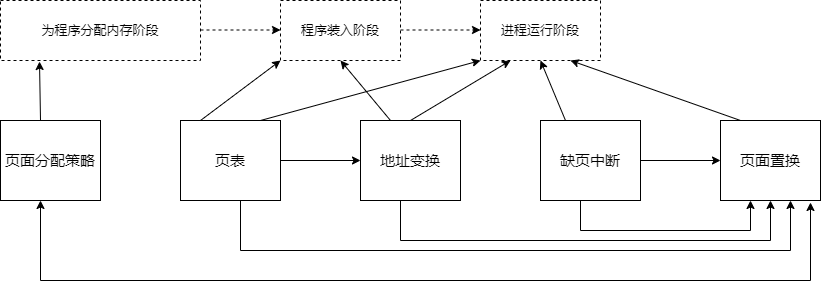 为程序分配内存阶段
程序装入阶段
进程运行阶段
页面分配策略
页表
地址变换
缺页中断
页面置换